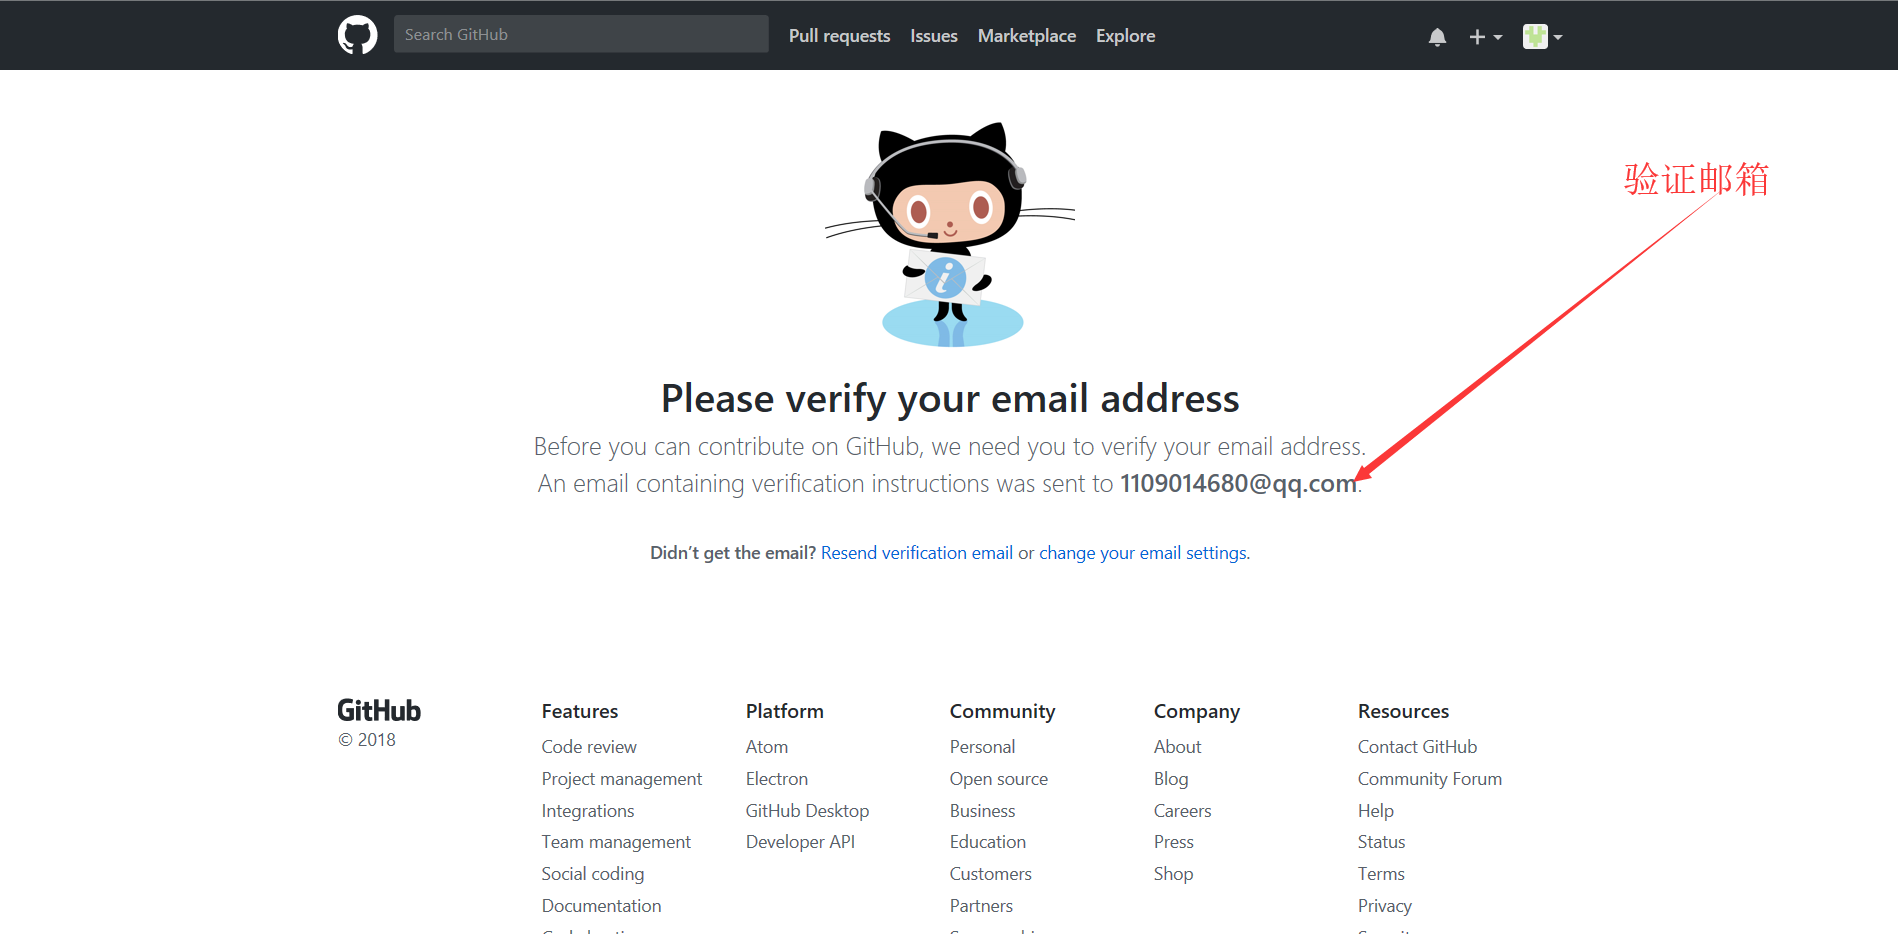 Search GitHub
Pull requests Issues Marketplace Explore
验证邮箱
i
Please verify your email address
Before you can contribute on GitHub, we need you to verify your email address.
An email containing verification instructions was sent to 1109014680@qq.com.
Didn’t get the email? Resend verification email or change your email settings.
GitHub
© 2018
Features
Code review
Project management
Integrations
Team management
Social coding
Documentation
Platform
Atom
Electron
GitHub Desktop
Developer API
Community
Personal
Open source
Business
Education
Customers
Partners
Company
About
Blog
Careers
Press
Shop
Resources
Contact GitHub
Community Forum
Help
Status
Terms
Privacy